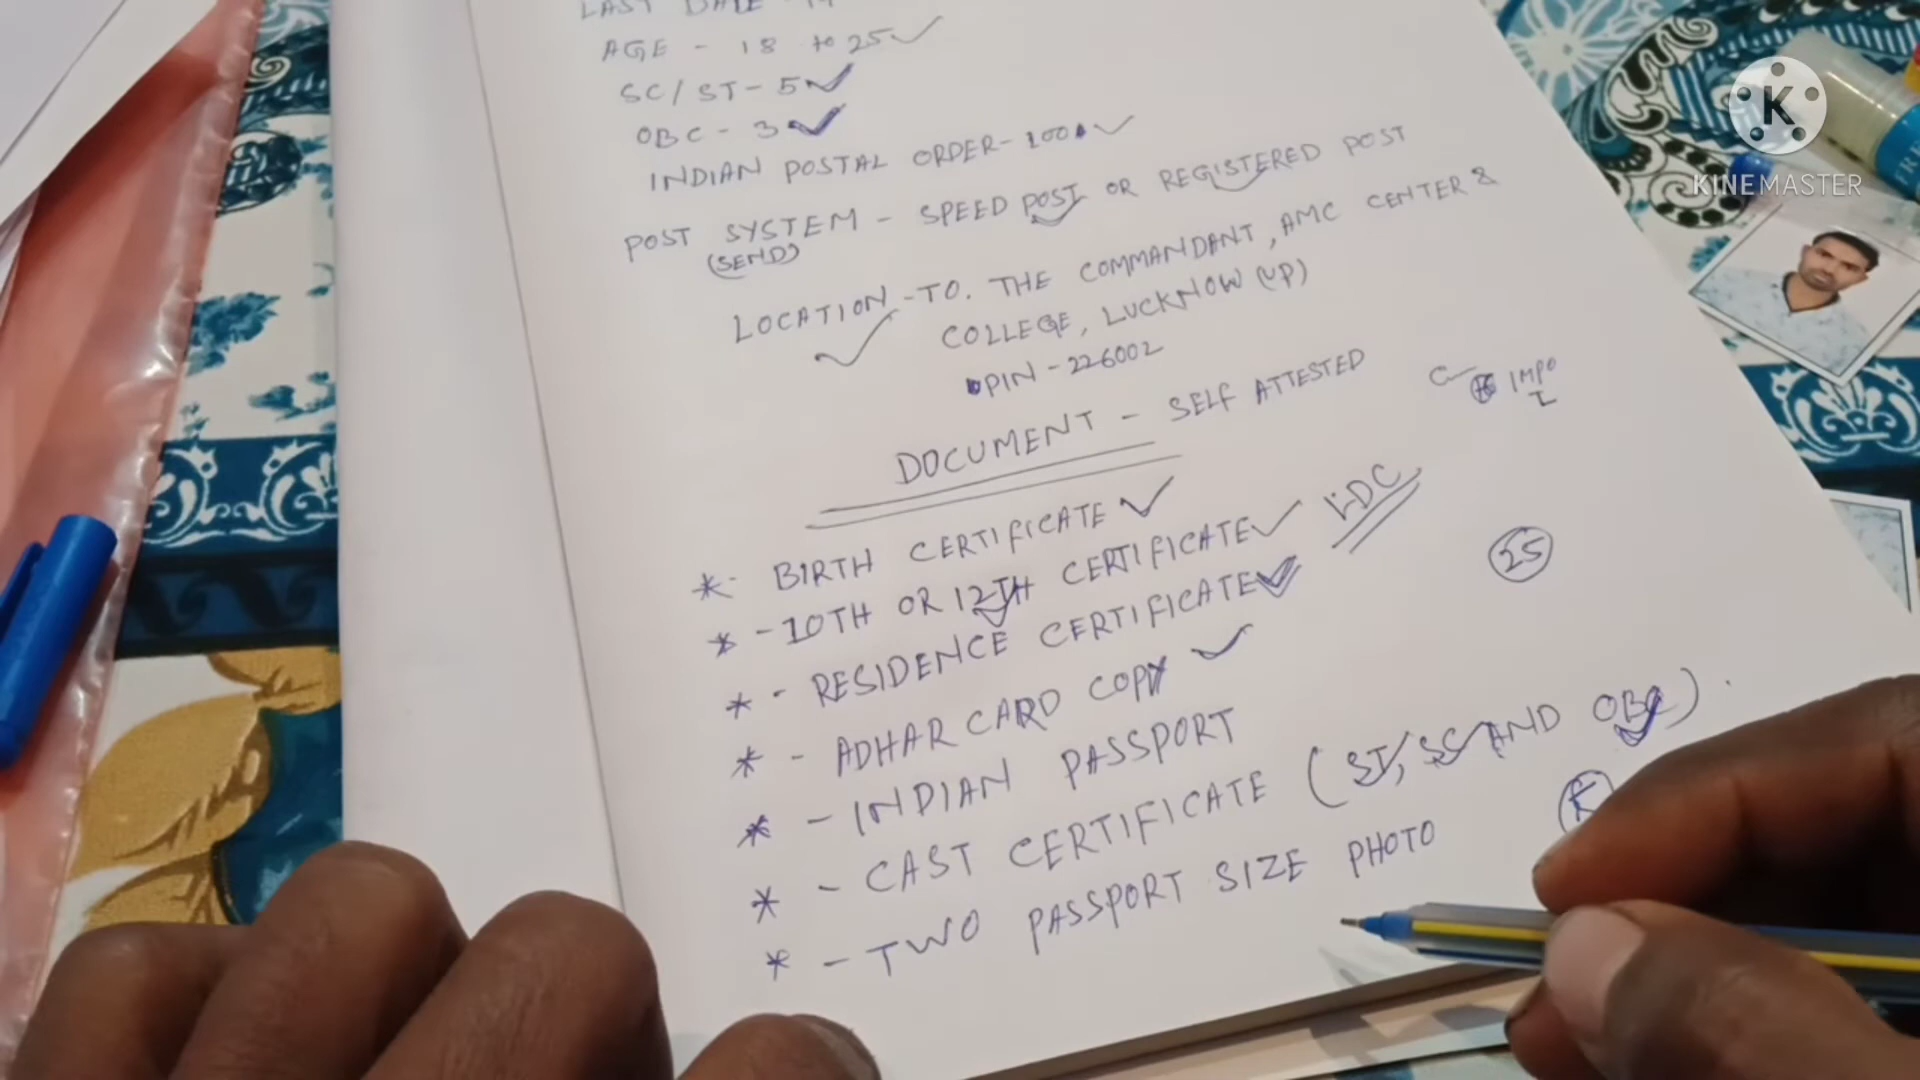 LAST DATE -
AGE - 18 to 25
SC/ST - 5
OBC - 3
INDIAN POSTAL ORDER - 100
POST SYSTEM - SPEED POST OR REGISTERED POST
(SEND)
LOCATION - TO. THE COMMANDANT, AMC CENTER &
COLLEGE, LUCKNOW (UP)
PIN - 226002
DOCUMENT - SELF ATTESTED
IMPO
* - BIRTH CERTIFICATE
* - 10TH OR 12TH CERTIFICATE LDC
* - RESIDENCE CERTIFICATE
25
* - ADHAR CARD COPY
* - INDIAN PASSPORT
* - CAST CERTIFICATE (ST, SC AND OBC)
* - TWO PASSPORT SIZE PHOTO
K
KINEMASTER